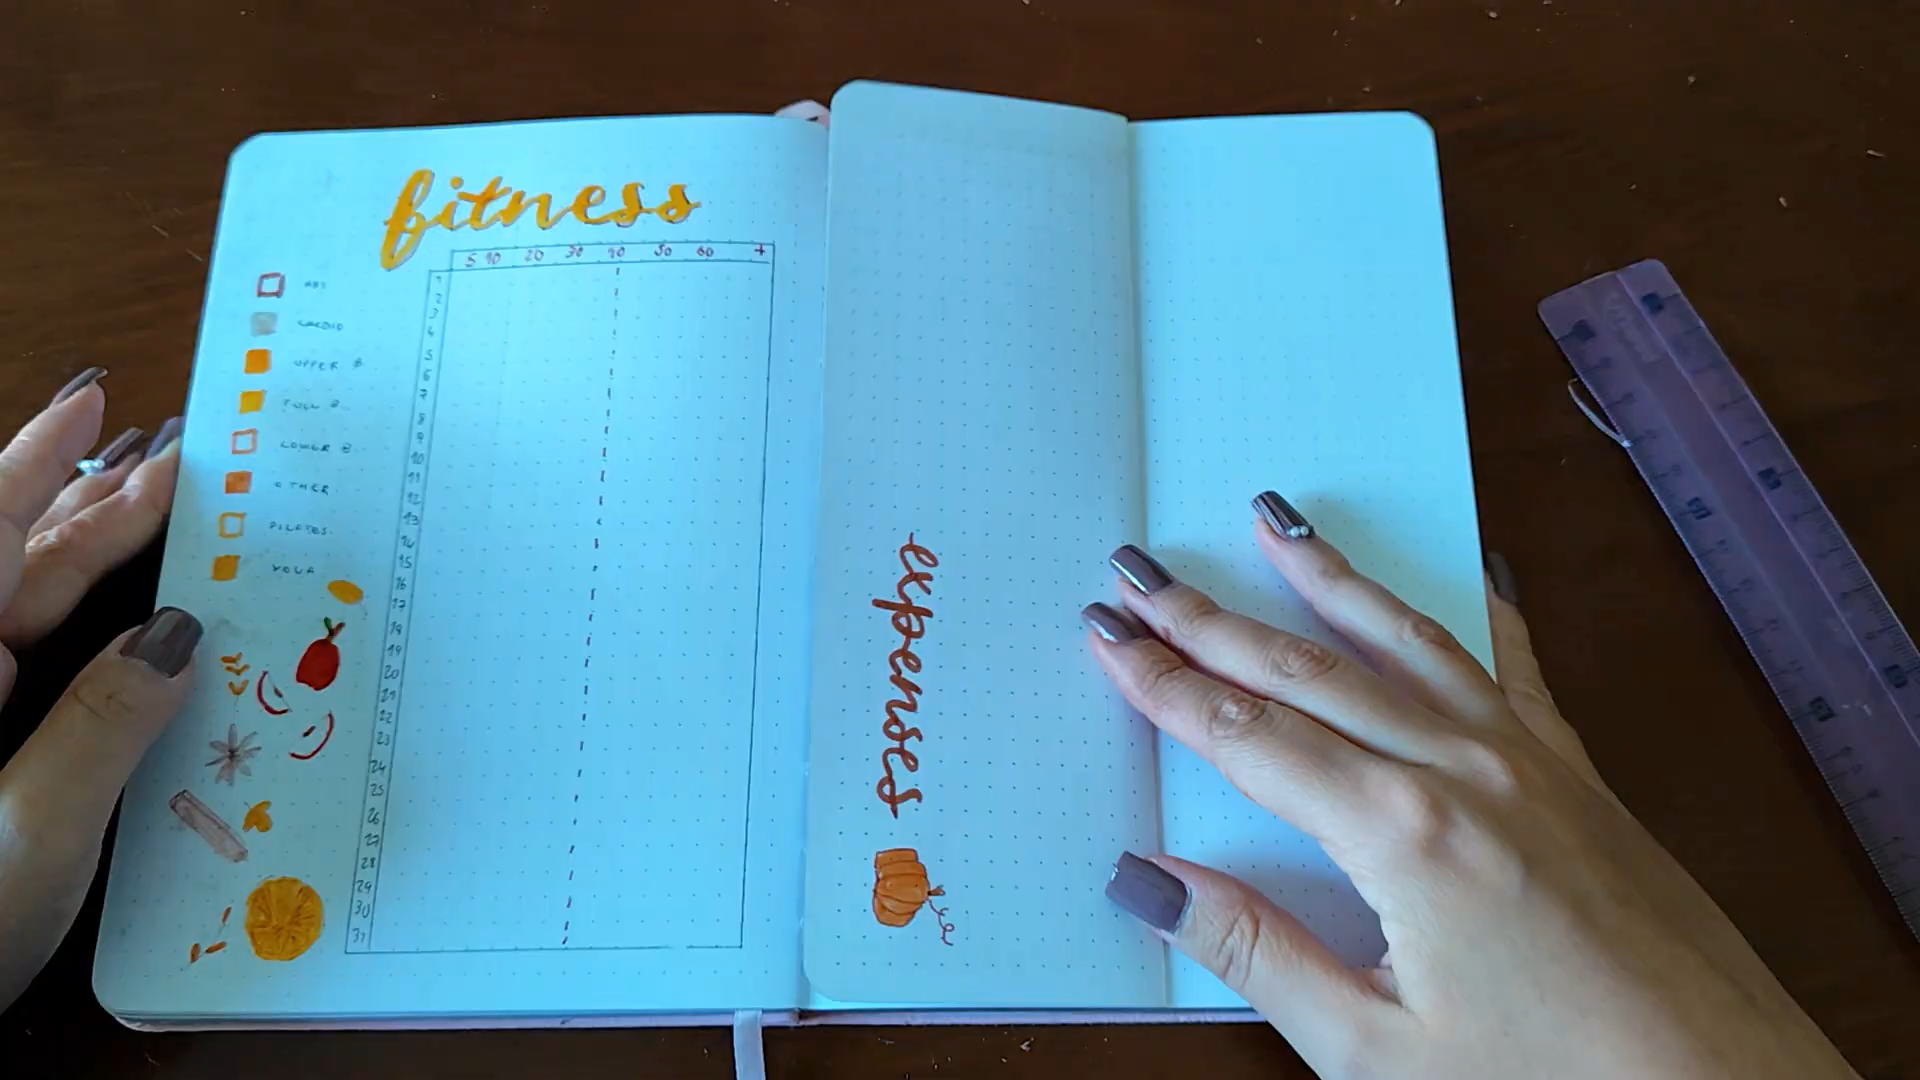 fitness
5 10 20 30 40 50 60 +
ABS
CARDIO
UPPER B
FULL B.
LOWER B
OTHER
PILATES
YOGA
1
2
3
4
5
6
7
8
9
10
11
12
13
14
15
16
17
18
19
20
21
22
23
24
25
26
27
28
29
30
31
expenses